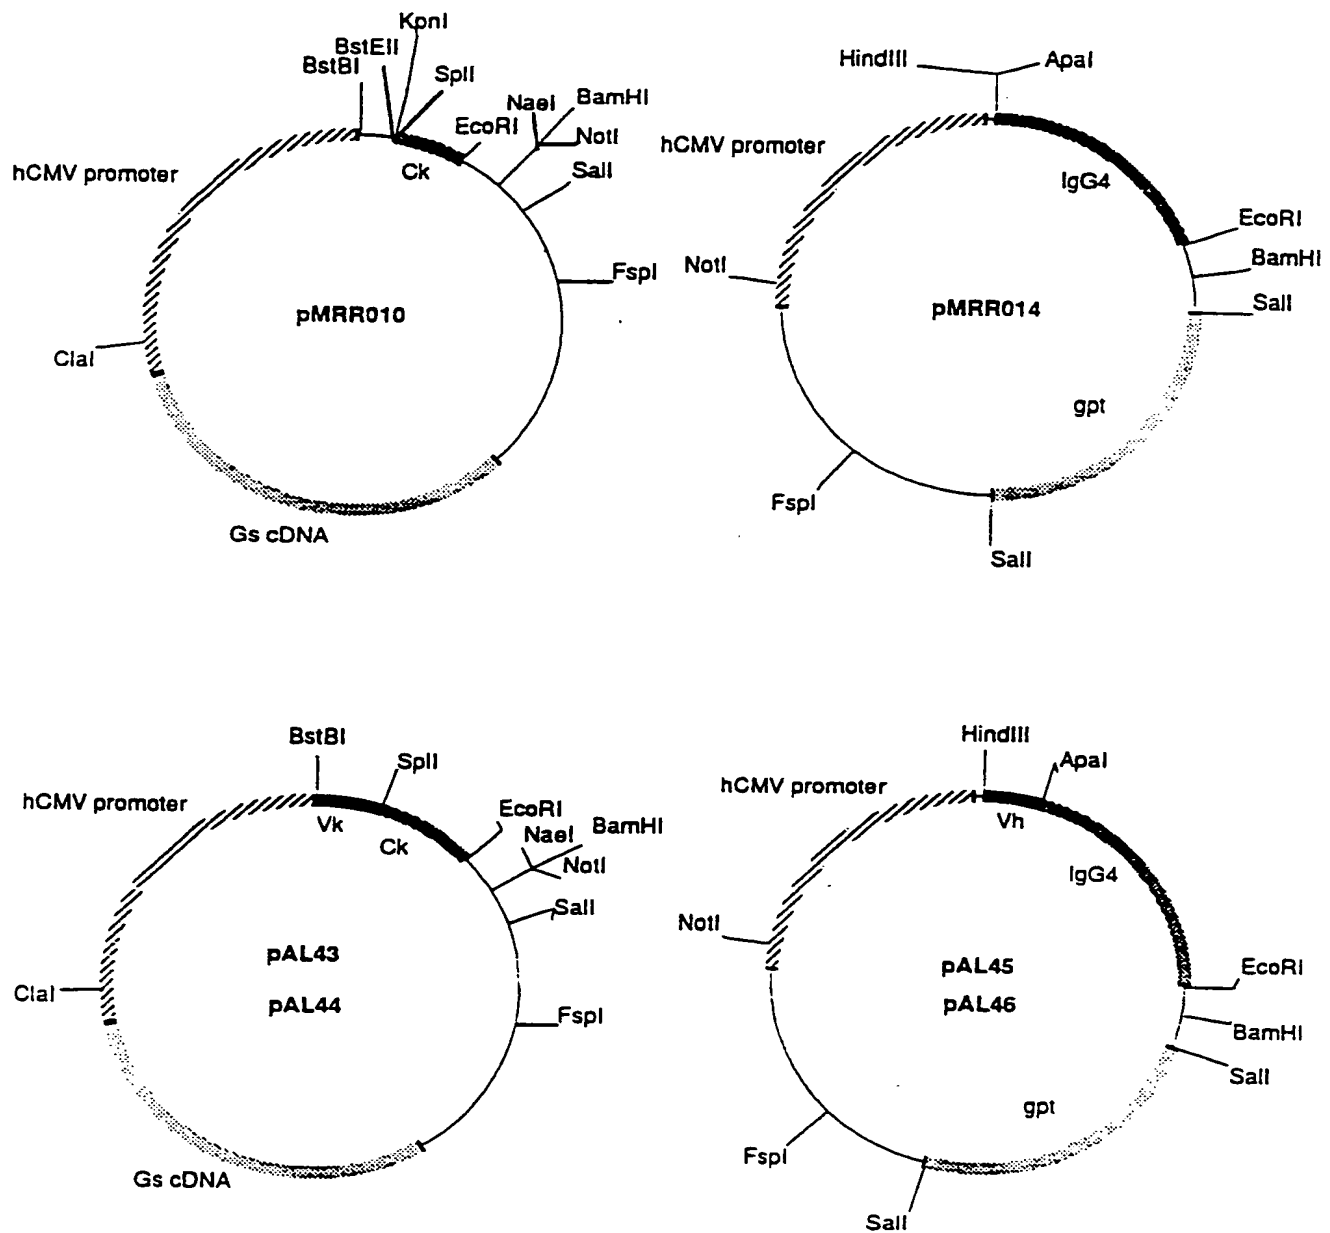 KpnI
BstEII
BstBI
SplI
NaeI
BamHI
EcoRI
NotI
SalI
hCMV promoter
Ck
FspI
pMRR010
ClaI
Gs cDNA
HindIII
ApaI
hCMV promoter
IgG4
EcoRI
NotI
BamHI
SalI
pMRR014
gpt
FspI
SalI
BstBI
SplI
hCMV promoter
EcoRI
BamHI
NaeI
Vk
Ck
NotI
SalI
pAL43
pAL44
ClaI
FspI
Gs cDNA
HindIII
ApaI
hCMV promoter
Vh
IgG4
NotI
pAL45
pAL46
EcoRI
BamHI
SalI
gpt
FspI
SalI